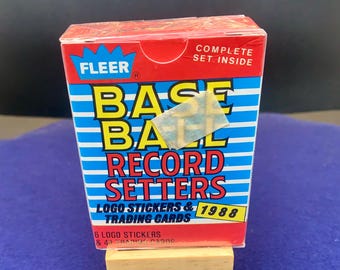 COMPLETE
SET. INSIDE
FLEER
BASE
BALL
RECORD
SETTERS
LOGO STICKERS &
TRADING CARDS 1988
6 LOGO STICKERS